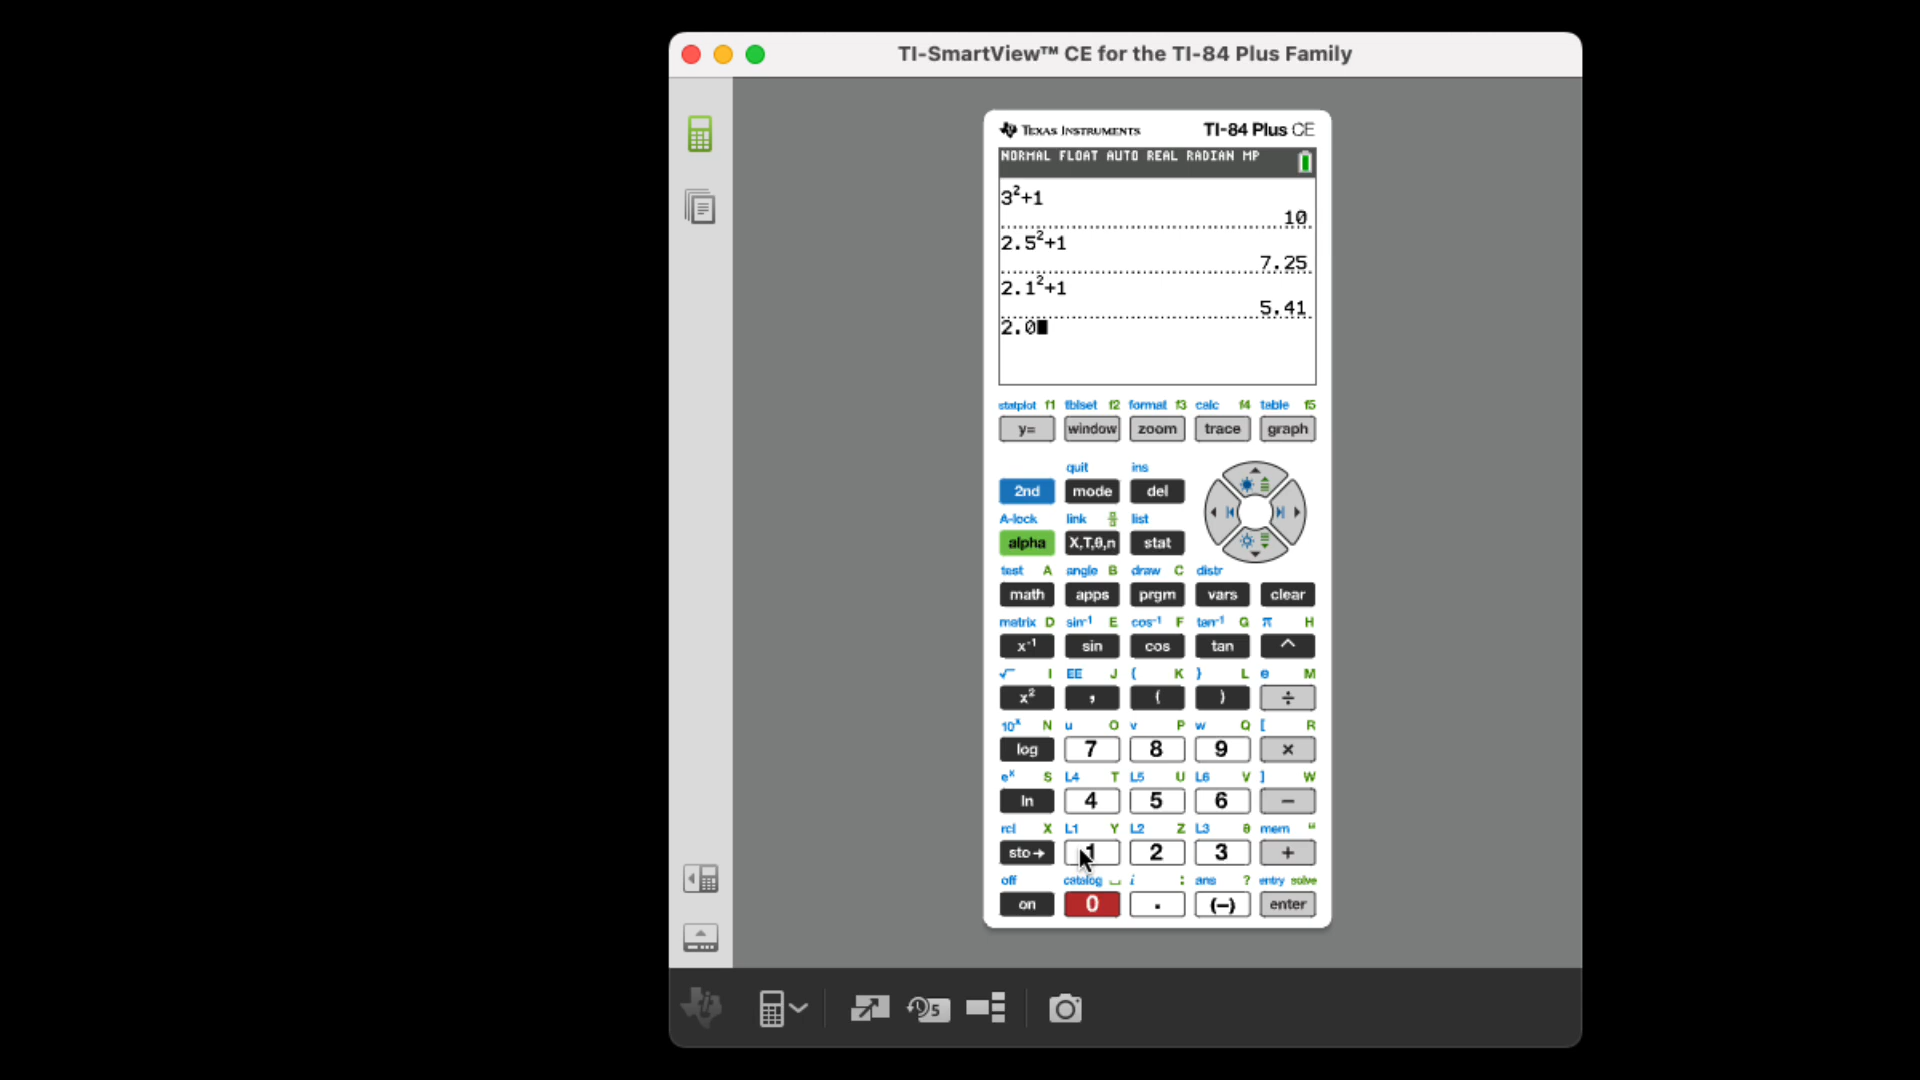 TI-SmartView™ CE for the TI-84 Plus Family
TEXAS INSTRUMENTS TI-84 Plus CE
NORMAL FLOAT AUTO REAL RADIAN MP
3²+1
10
2.5²+1
7.25
2.1²+1
5.41
2.0
statplot f1 tblset f2 format f3 calc f4 table f5
y= window zoom trace graph
quit ins
2nd mode del
A-lock link list
alpha X,T,θ,n stat
test A angle B draw C distr
math apps prgm vars clear
matrix D sin⁻¹ E cos⁻¹ F tan⁻¹ G π H
x⁻¹ sin cos tan ^
√ I EE J { K } L e M
x² , ( ) ÷
10ˣ N u O v P w Q [ R
log 7 8 9 ×
eˣ S L4 T L5 U L6 V ] W
ln 4 5 6 −
rcl X L1 Y L2 Z L3 θ mem "
sto→ 1 2 3 +
off catalog ⎵ i : ans ? entry solve
on 0 . (−) enter
5